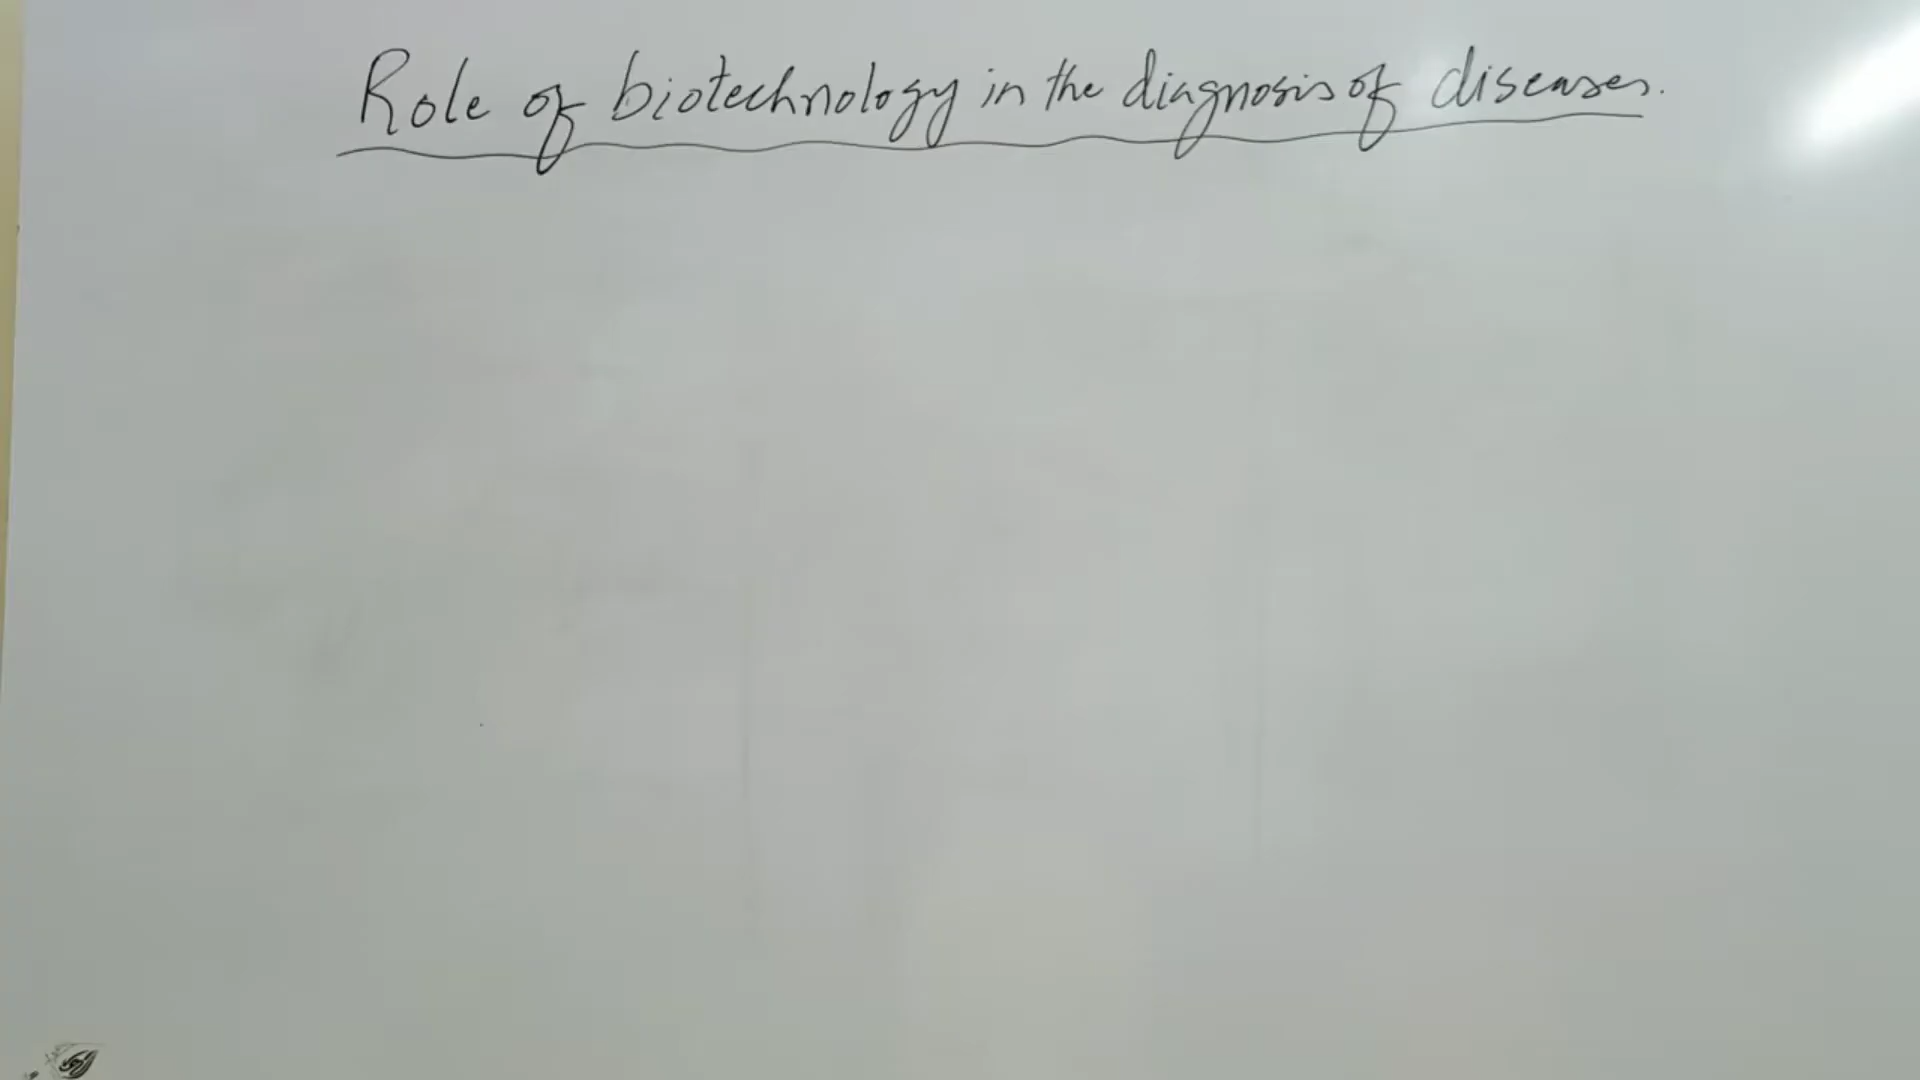 Role of biotechnology in the diagnosis of diseases.